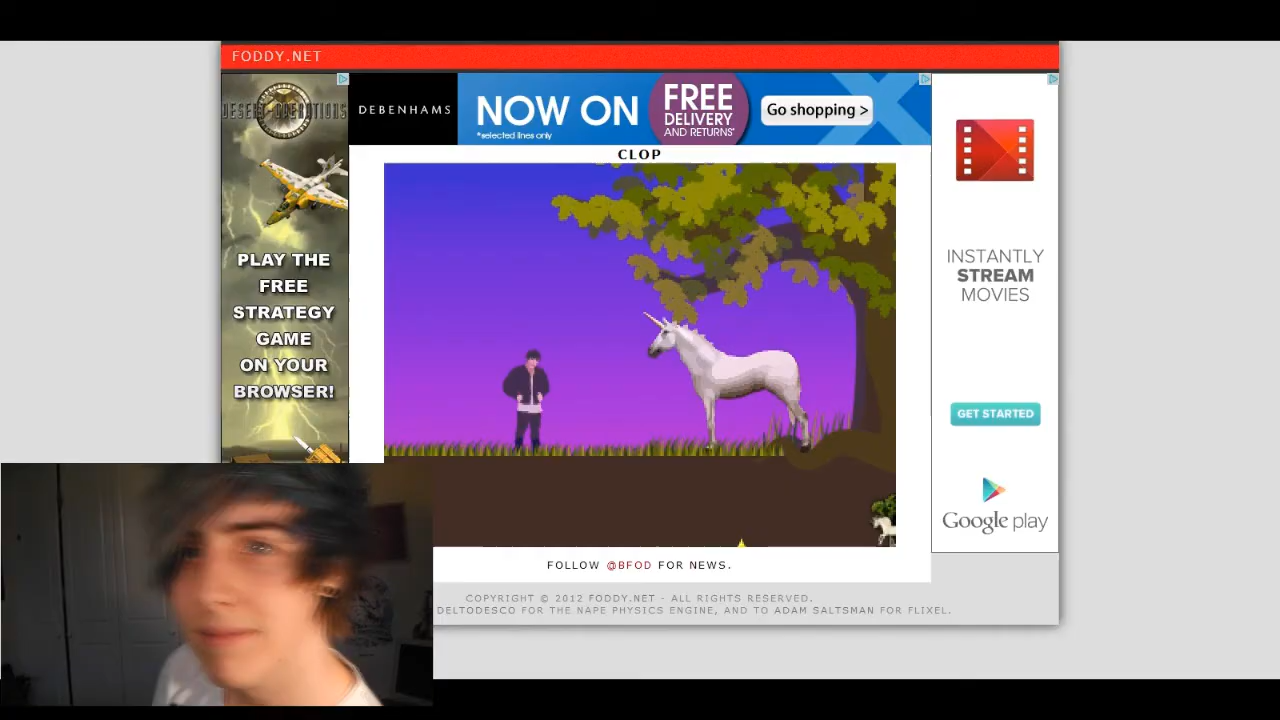 FODDY.NET
DESERT OPERATIONS
PLAY THE
FREE
STRATEGY
GAME
ON YOUR
BROWSER!
DEBENHAMS
NOW ON
*selected lines only
FREE
DELIVERY
AND RETURNS*
Go shopping >
CLOP
INSTANTLY
STREAM
MOVIES
GET STARTED
Google play
FOLLOW @BFOD FOR NEWS.
COPYRIGHT © 2012 FODDY.NET - ALL RIGHTS RESERVED.
DELTODESCO FOR THE NAPE PHYSICS ENGINE, AND TO ADAM SALTSMAN FOR FLIXEL.